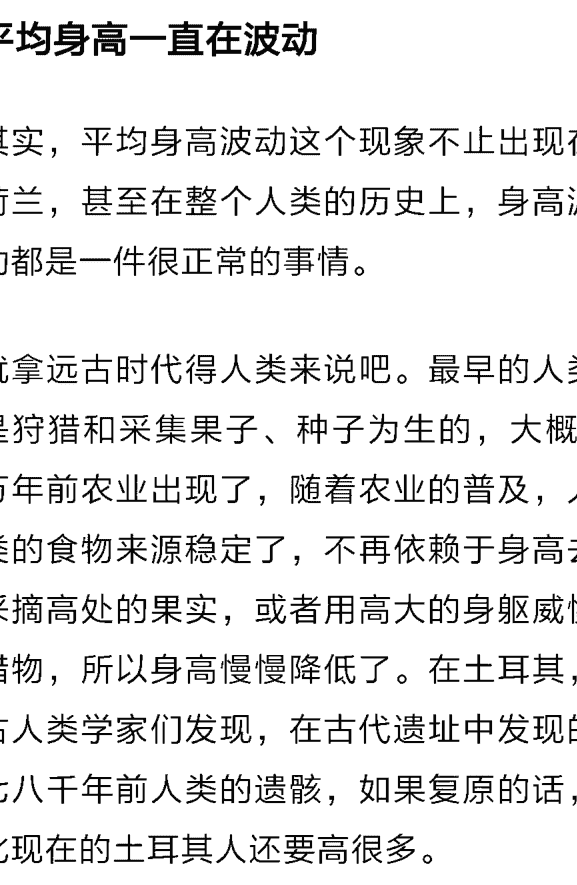 平均身高一直在波动
其实，平均身高波动这个现象不止出现在
荷兰，甚至在整个人类的历史上，身高波
动都是一件很正常的事情。
就拿远古时代得人类来说吧。最早的人类
是狩猎和采集果子、种子为生的，大概
万年前农业出现了，随着农业的普及，人
类的食物来源稳定了，不再依赖于身高去
采摘高处的果实，或者用高大的身躯威慑
猎物，所以身高慢慢降低了。在土耳其，
古人类学家们发现，在古代遗址中发现的
七八千年前人类的遗骸，如果复原的话，
比现在的土耳其人还要高很多。